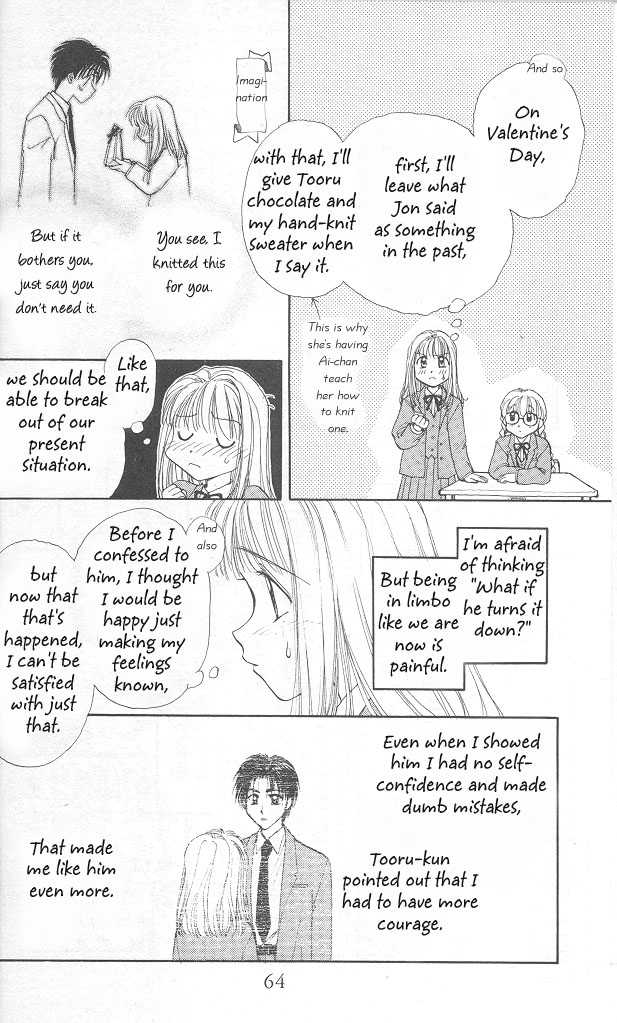 And so
On
Valentine's
Day,
first, I'll
leave what
Jon said
as something
in the past,
with that, I'll
give Tooru
chocolate and
my hand-knit
sweater when
I say it.
This is why
she's having
Ai-chan
teach
her how
to knit
one.
Imagi-
nation
You see, I
knitted this
for you.
But if it
bothers you,
just say you
don't need it.
Like
that,
we should be
able to break
out of our
present
situation.
I'm afraid
of thinking
"What if
he turns it
down?"
But being
in limbo
like we are
now is
painful.
And
also
Before I
confessed to
him, I thought
I would be
happy just
making my
feelings
known,
but
now that
that's
happened,
I can't be
satisfied
with just
that.
Even when I showed
him I had no self-
confidence and made
dumb mistakes,
Tooru-kun
pointed out that I
had to have more
courage.
That made
me like him
even more.
64